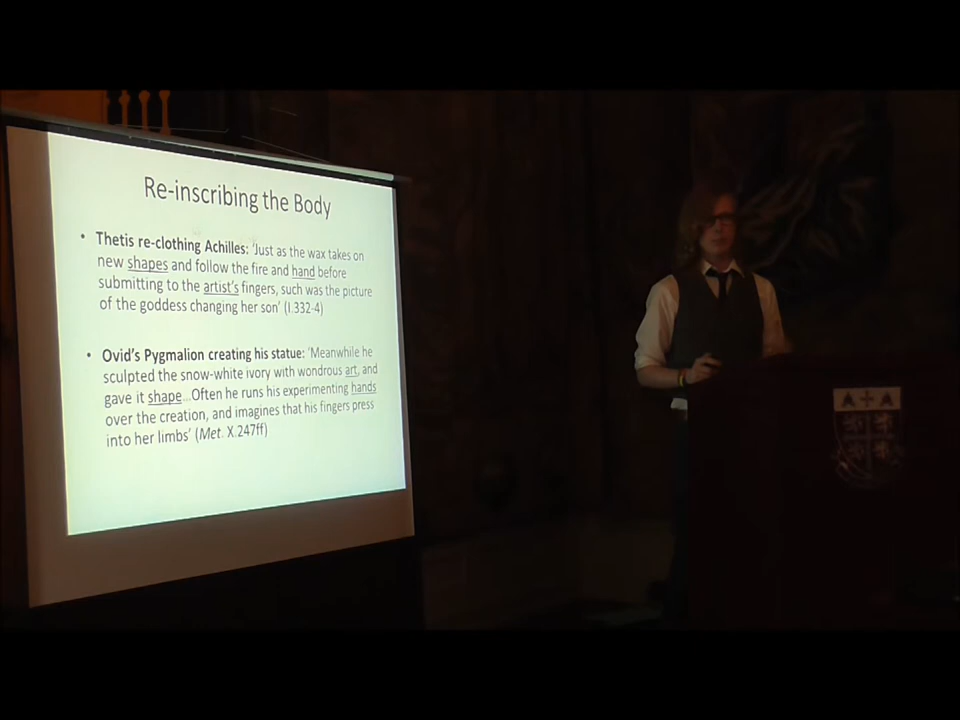 Re-inscribing the Body
• Thetis re-clothing Achilles: 'Just as the wax takes on
new shapes and follow the fire and hand before
submitting to the artist's fingers, such was the picture
of the goddess changing her son' (I.332-4)
• Ovid's Pygmalion creating his statue: 'Meanwhile he
sculpted the snow-white ivory with wondrous art, and
gave it shape...Often he runs his experimenting hands
over the creation, and imagines that his fingers press
into her limbs' (Met. X.247ff)